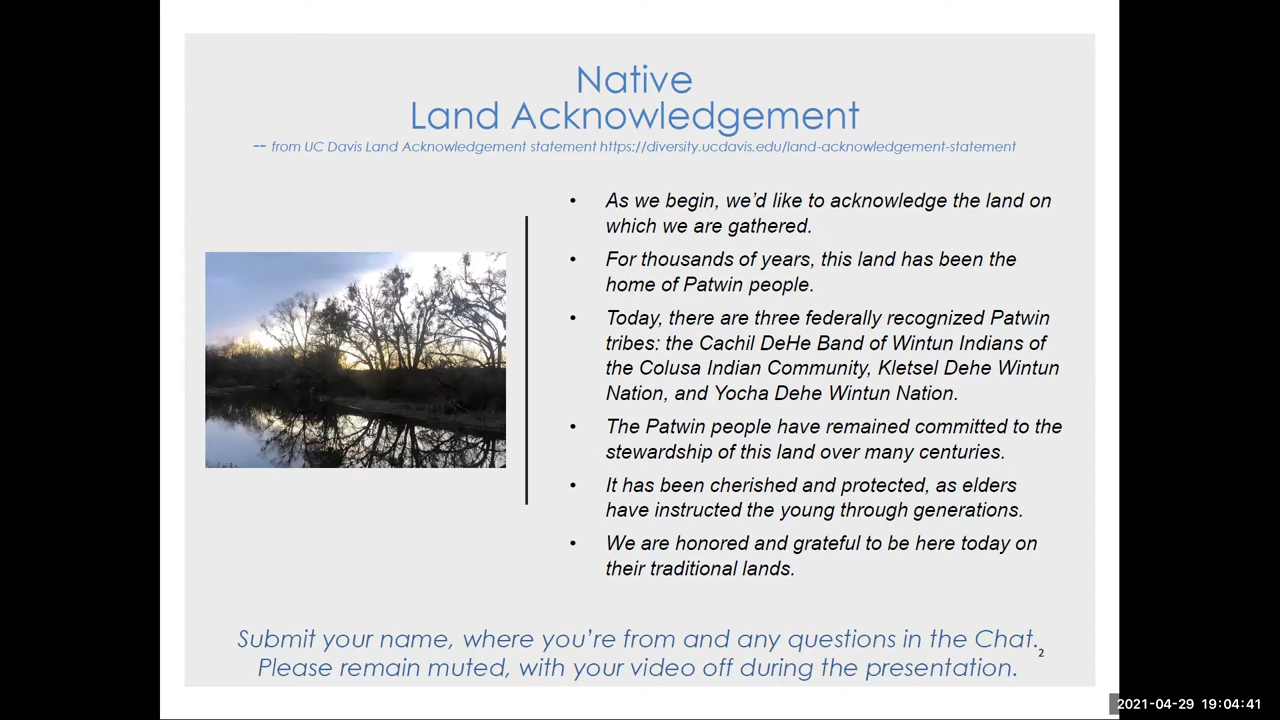 Native
Land Acknowledgement
-- from UC Davis Land Acknowledgement statement https://diversity.ucdavis.edu/land-acknowledgement-statement
• As we begin, we’d like to acknowledge the land on
which we are gathered.
• For thousands of years, this land has been the
home of Patwin people.
• Today, there are three federally recognized Patwin
tribes: the Cachil DeHe Band of Wintun Indians of
the Colusa Indian Community, Kletsel Dehe Wintun
Nation, and Yocha Dehe Wintun Nation.
• The Patwin people have remained committed to the
stewardship of this land over many centuries.
• It has been cherished and protected, as elders
have instructed the young through generations.
• We are honored and grateful to be here today on
their traditional lands.
Submit your name, where you’re from and any questions in the Chat.
2
Please remain muted, with your video off during the presentation.
2021-04-29 19:04:41